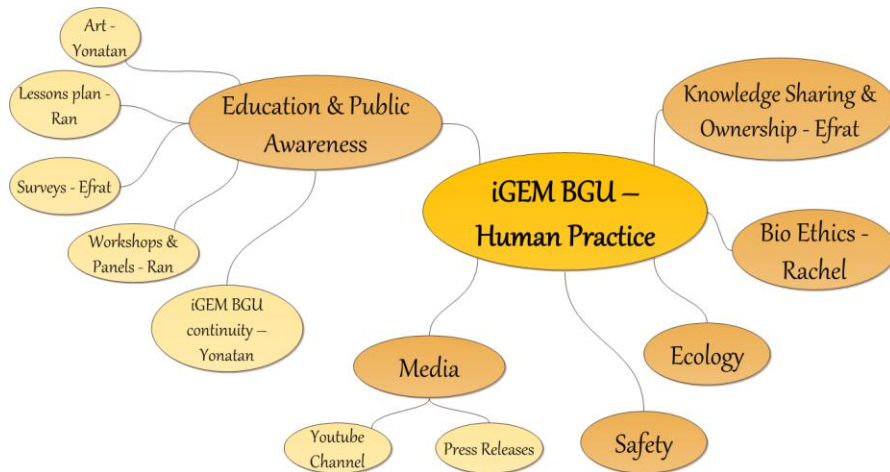 Art -
Yonatan
Lessons plan -
Ran
Surveys - Efrat
Workshops &
Panels - Ran
iGEM BGU
continuity –
Yonatan
Education & Public
Awareness
iGEM BGU –
Human Practice
Knowledge Sharing &
Ownership - Efrat
Bio Ethics -
Rachel
Ecology
Safety
Media
Youtube
Channel
Press Releases